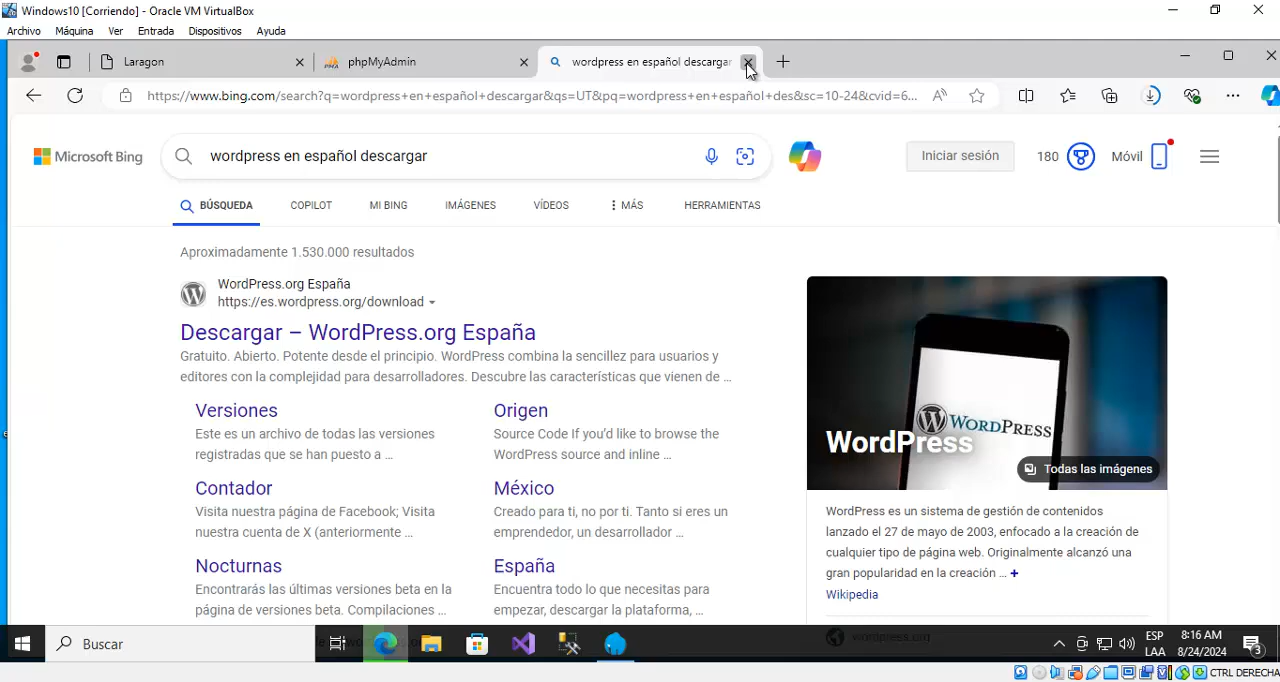 Windows10 [Corriendo] - Oracle VM VirtualBox
Archivo Máquina Ver Entrada Dispositivos Ayuda
Laragon
phpMyAdmin
wordpress en español descargar
https://www.bing.com/search?q=wordpress+en+español+descargar&qs=UT&pq=wordpress+en+español+des&sc=10-24&cvid=6...
Microsoft Bing
wordpress en español descargar
Iniciar sesión
180
Móvil
BÚSQUEDA COPILOT MI BING IMÁGENES VÍDEOS MÁS HERRAMIENTAS
Aproximadamente 1.530.000 resultados
WordPress.org España
https://es.wordpress.org/download
Descargar – WordPress.org España
Gratuito. Abierto. Potente desde el principio. WordPress combina la sencillez para usuarios y
editores con la complejidad para desarrolladores. Descubre las características que vienen de ...
Versiones
Este es un archivo de todas las versiones
registradas que se han puesto a ...
Origen
Source Code If you'd like to browse the
WordPress source and inline ...
Contador
Visita nuestra página de Facebook; Visita
nuestra cuenta de X (anteriormente ...
México
Creado para ti, no por ti. Tanto si eres un
emprendedor, un desarrollador ...
Nocturnas
Encontrarás las últimas versiones beta en la
página de versiones beta. Compilaciones ...
España
Encuentra todo lo que necesitas para
empezar, descargar la plataforma, ...
WORDPRESS
WordPress
Todas las imágenes
WordPress es un sistema de gestión de contenidos
lanzado el 27 de mayo de 2003, enfocado a la creación de
cualquier tipo de página web. Originalmente alcanzó una
gran popularidad en la creación ... +
Wikipedia
wordpress.org
Buscar
ESP
LAA
8:16 AM
8/24/2024
3
CTRL DERECHA